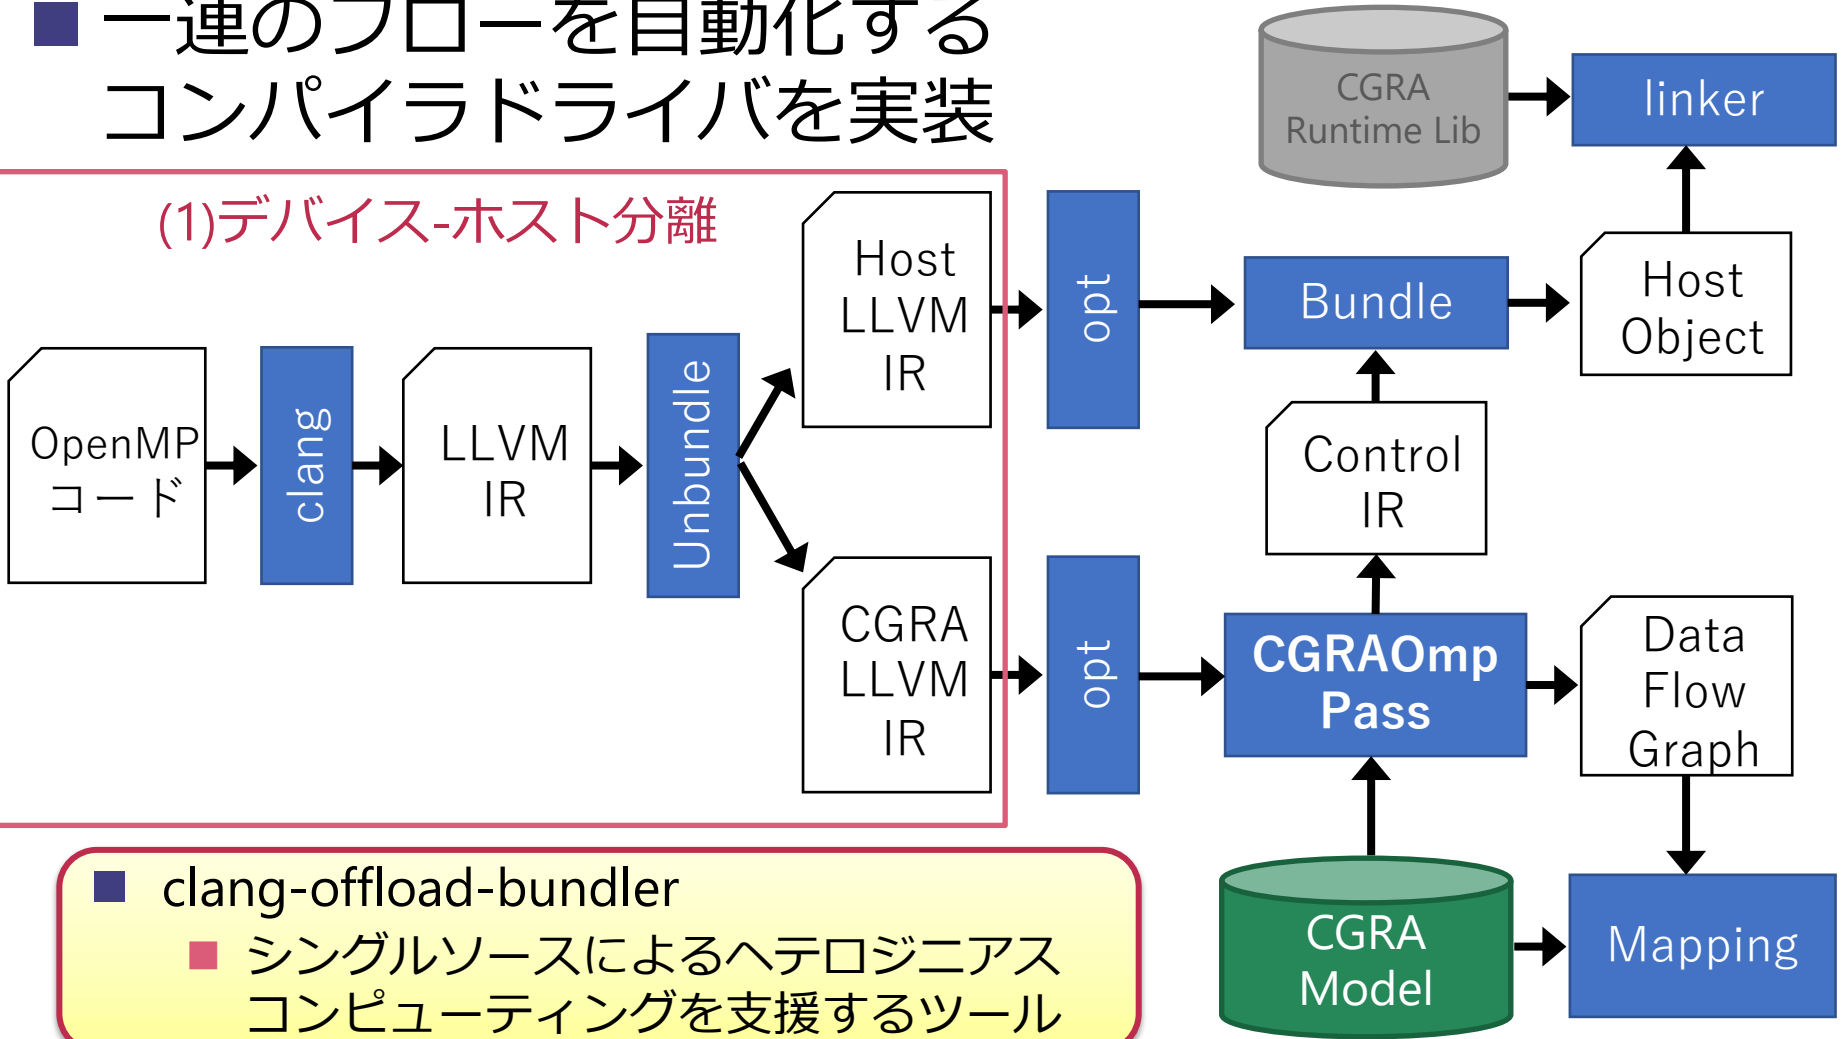 一連のフローを自動化する
コンパイラドライバを実装
(1)デバイス-ホスト分離
OpenMP
コード
clang
LLVM
IR
Unbundle
Host
LLVM
IR
CGRA
LLVM
IR
opt
opt
CGRA
Runtime Lib
linker
Bundle
Host
Object
Control
IR
CGRAOmp
Pass
Data
Flow
Graph
CGRA
Model
Mapping
clang-offload-bundler
シングルソースによるヘテロジニアス
コンピューティングを支援するツール